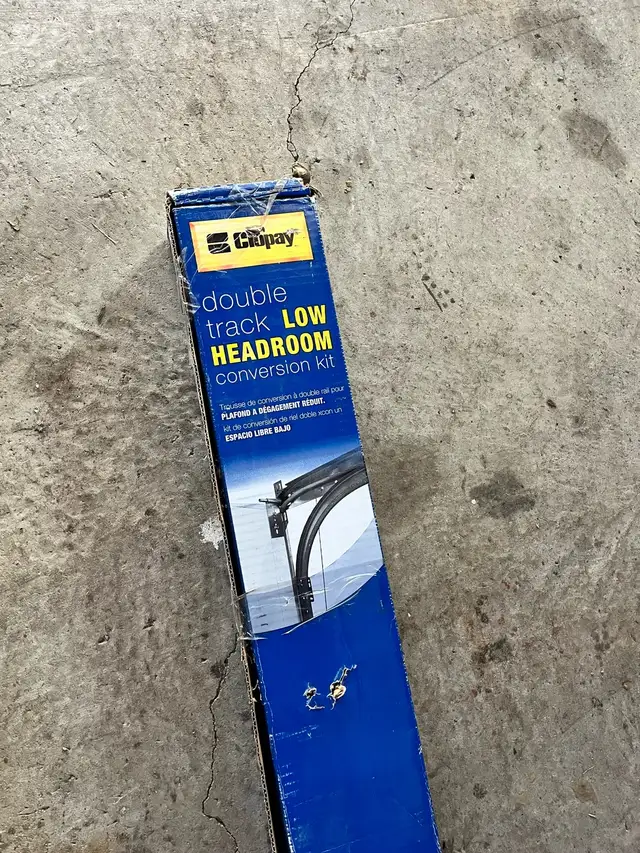 Clopay
double
track LOW
HEADROOM
conversion kit
Trousse de conversion à double rail pour
PLAFOND A DÉGAGEMENT RÉDUIT.
kit de conversión de riel doble xcon un
ESPACIO LIBRE BAJO